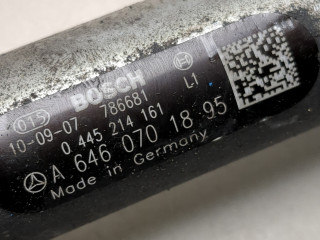 BOSCH
015 10-09-07 786681 L1
0 445 214 161
A 646 070 18 95
Made in Germany